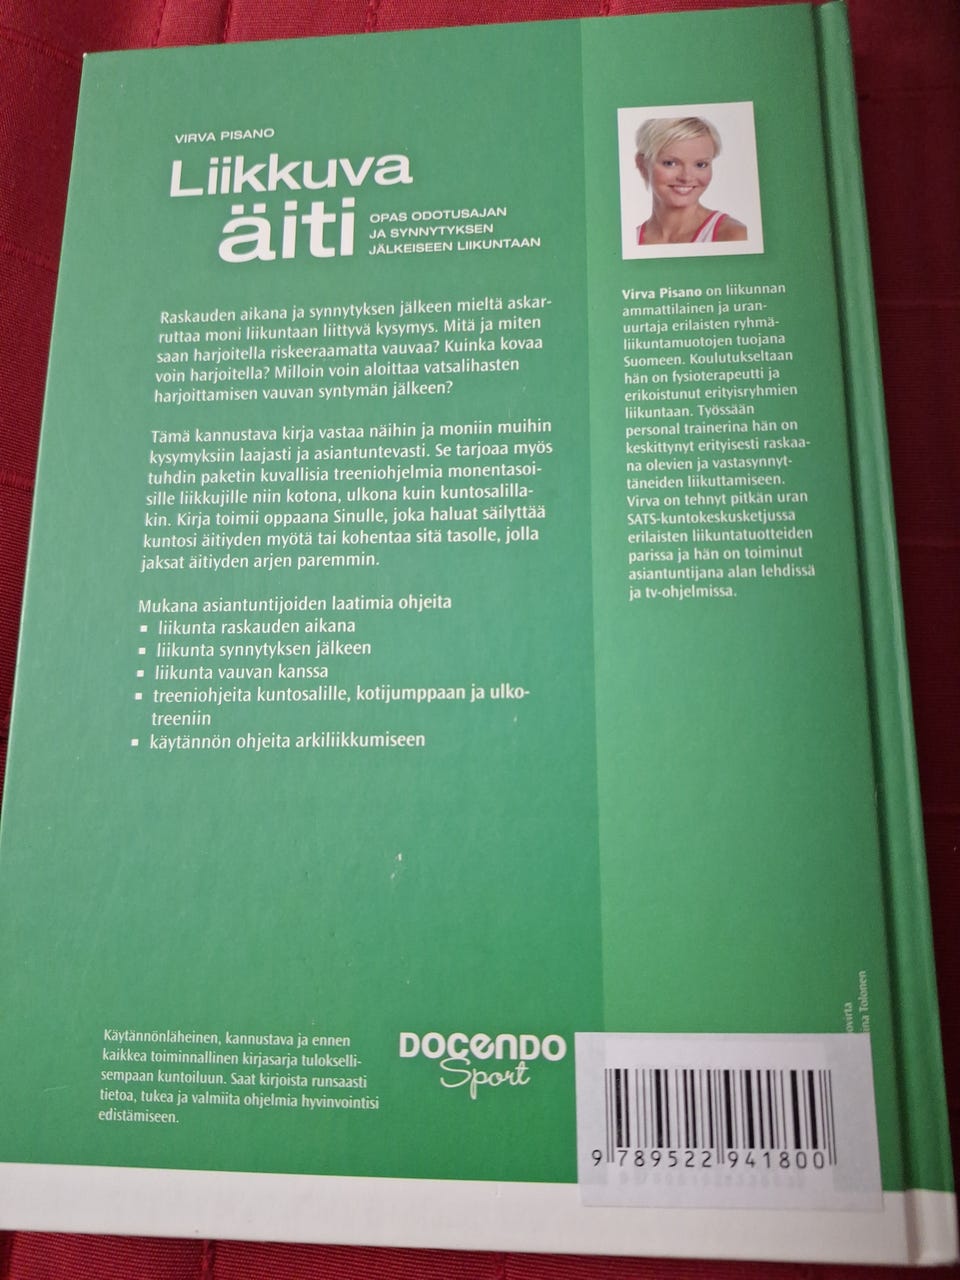 VIRVA PISANO
Liikkuva
äiti
OPAS ODOTUSAJAN
JA SYNNYTYKSEN
JÄLKEISEEN LIIKUNTAAN
Raskauden aikana ja synnytyksen jälkeen mieltä askar-
ruttaa moni liikuntaan liittyvä kysymys. Mitä ja miten
saan harjoitella riskeeraamatta vauvaa? Kuinka kovaa
voin harjoitella? Milloin voin aloittaa vatsalihasten
harjoittamisen vauvan syntymän jälkeen?
Tämä kannustava kirja vastaa näihin ja moniin muihin
kysymyksiin laajasti ja asiantuntevasti. Se tarjoaa myös
tuhdin paketin kuvallisia treeniohjelmia monentasoi-
sille liikkujille niin kotona, ulkona kuin kuntosalilla-
kin. Kirja toimii oppaana Sinulle, joka haluat säilyttää
kuntosi äitiyden myötä tai kohentaa sitä tasolle, jolla
jaksat äitiyden arjen paremmin.
Mukana asiantuntijoiden laatimia ohjeita
▪ liikunta raskauden aikana
▪ liikunta synnytyksen jälkeen
▪ liikunta vauvan kanssa
▪ treeniohjeita kuntosalille, kotijumppaan ja ulko-
treeniin
▪ käytännön ohjeita arkiliikkumiseen
Virva Pisano on liikunnan
ammattilainen ja uran-
uurtaja erilaisten ryhmä-
liikuntamuotojen tuojana
Suomeen. Koulutukseltaan
hän on fysioterapeutti ja
erikoistunut erityisryhmien
liikuntaan. Työssään
personal trainerina hän on
keskittynyt erityisesti raskaa-
na olevien ja vastasynnyt-
täneiden liikuttamiseen.
Virva on tehnyt pitkän uran
SATS-kuntokeskusketjussa
erilaisten liikuntatuotteiden
parissa ja hän on toiminut
asiantuntijana alan lehdissä
ja tv-ohjelmissa.
Käytännönläheinen, kannustava ja ennen
kaikkea toiminnallinen kirjasarja tulokselli-
sempaan kuntoiluun. Saat kirjoista runsaasti
tietoa, tukea ja valmiita ohjelmia hyvinvointisi
edistämiseen.
DOCENDO
Sport
Tolonen
9 789522 941800